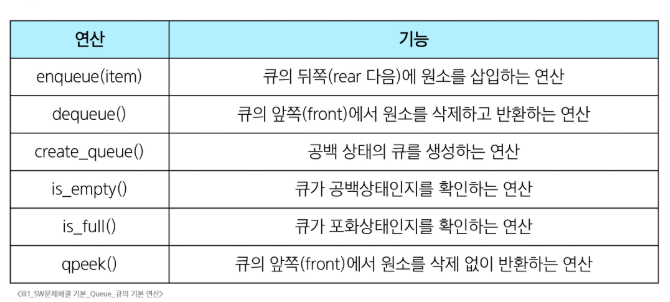 연산 기능
enqueue(item) 큐의 뒤쪽(rear 다음)에 원소를 삽입하는 연산
dequeue() 큐의 앞쪽(front)에서 원소를 삭제하고 반환하는 연산
create_queue() 공백 상태의 큐를 생성하는 연산
is_empty() 큐가 공백상태인지를 확인하는 연산
is_full() 큐가 포화상태인지를 확인하는 연산
qpeek() 큐의 앞쪽(front)에서 원소를 삭제 없이 반환하는 연산
<표1_SW문제해결 기본_Queue_큐의 기본 연산>